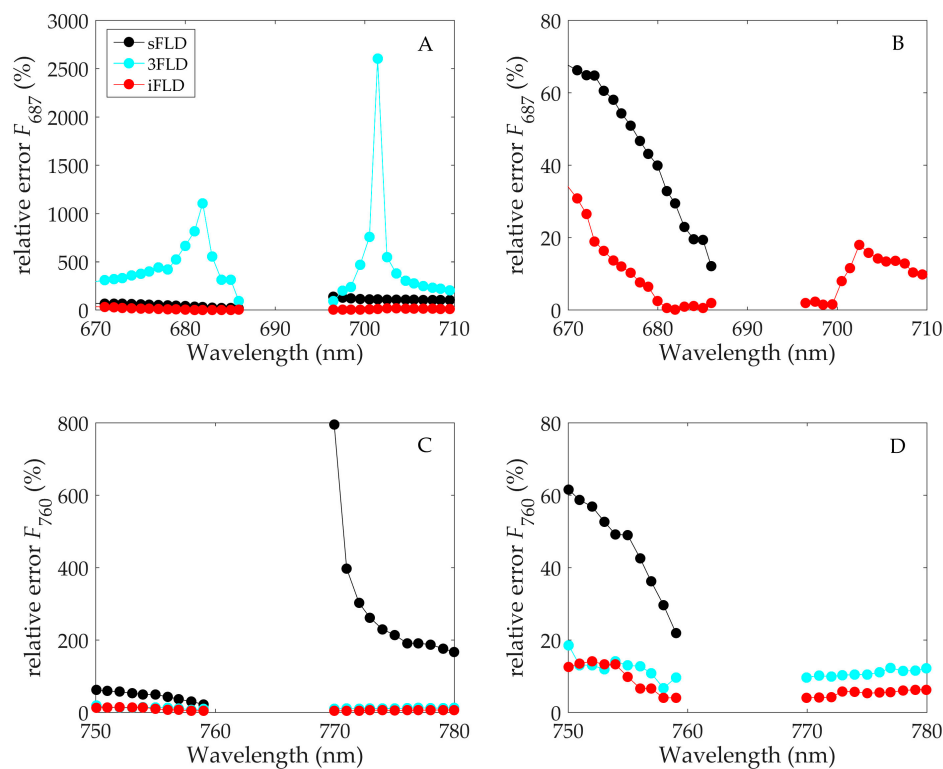 A
sFLD
3FLD
iFLD
3000
2500
2000
1500
1000
500
0
relative error F687 (%)
670 680 690 700 710
Wavelength (nm)
B
80
60
40
20
0
relative error F687 (%)
670 680 690 700 710
Wavelength (nm)
C
800
600
400
200
0
relative error F760 (%)
750 760 770 780
Wavelength (nm)
D
80
60
40
20
0
relative error F760 (%)
750 760 770 780
Wavelength (nm)